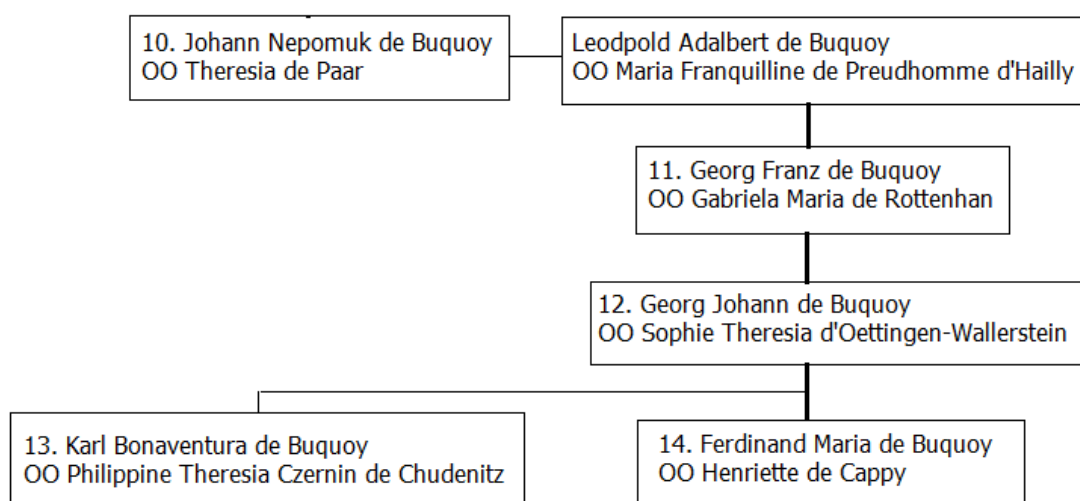 10. Johann Nepomuk de Buquoy
OO Theresia de Paar
Leodpold Adalbert de Buquoy
OO Maria Franquilline de Preudhomme d'Hailly
11. Georg Franz de Buquoy
OO Gabriela Maria de Rottenhan
12. Georg Johann de Buquoy
OO Sophie Theresia d'Oettingen-Wallerstein
13. Karl Bonaventura de Buquoy
OO Philippine Theresia Czernin de Chudenitz
14. Ferdinand Maria de Buquoy
OO Henriette de Cappy